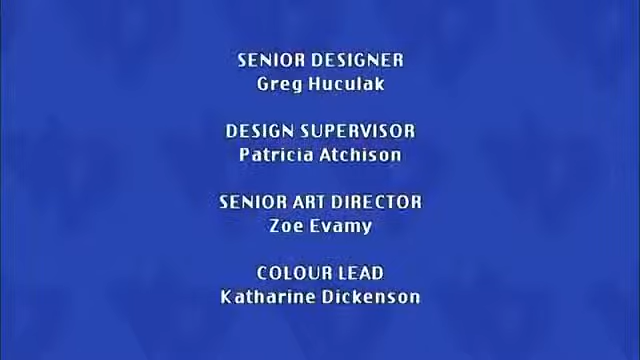 SENIOR DESIGNER
Greg Huculak
DESIGN SUPERVISOR
Patricia Atchison
SENIOR ART DIRECTOR
Zoe Evamy
COLOUR LEAD
Katharine Dickenson